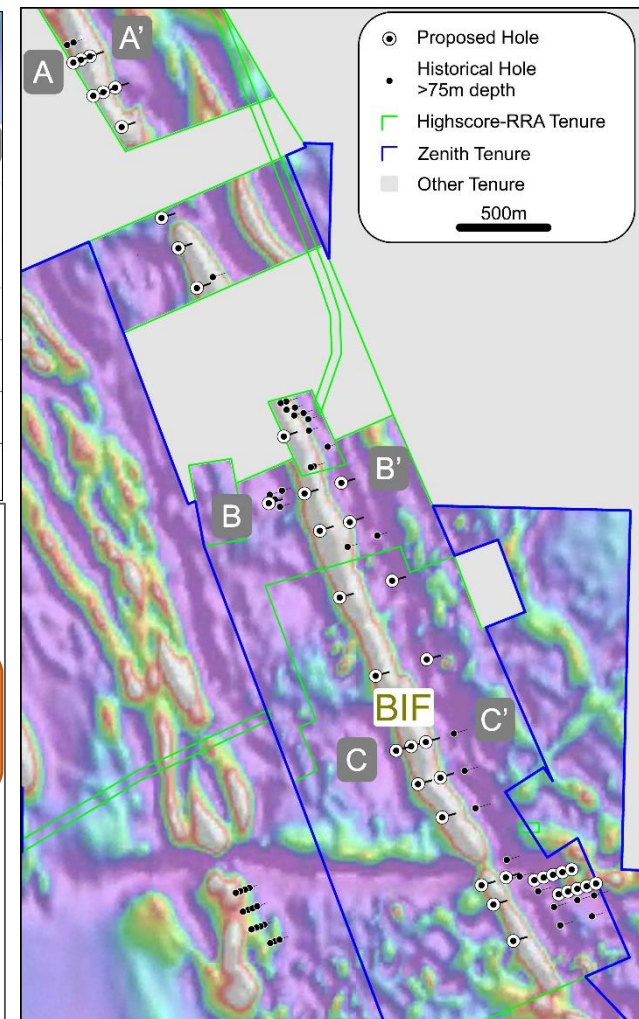 A
A'
Proposed Hole
Historical Hole
>75m depth
Highscore-RRA Tenure
Zenith Tenure
Other Tenure
500m
B
B'
BIF
C
C'